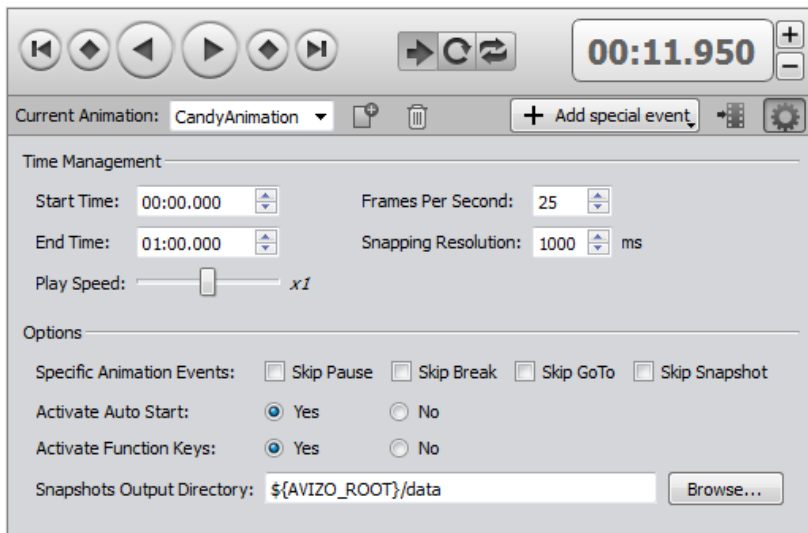 00:11.950
Current Animation: CandyAnimation Add special event
Time Management
Start Time: 00:00.000 Frames Per Second: 25
End Time: 01:00.000 Snapping Resolution: 1000 ms
Play Speed: x1
Options
Specific Animation Events: Skip Pause Skip Break Skip GoTo Skip Snapshot
Activate Auto Start: Yes No
Activate Function Keys: Yes No
Snapshots Output Directory: ${AVIZO_ROOT}/data Browse...